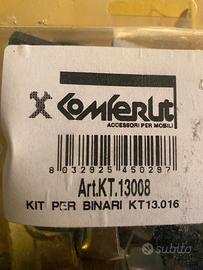 Comferut
ACCESSORI PER MOBILI
8 032925 450297
Art.KT.13008
KIT PER BINARI KT13.016
subito